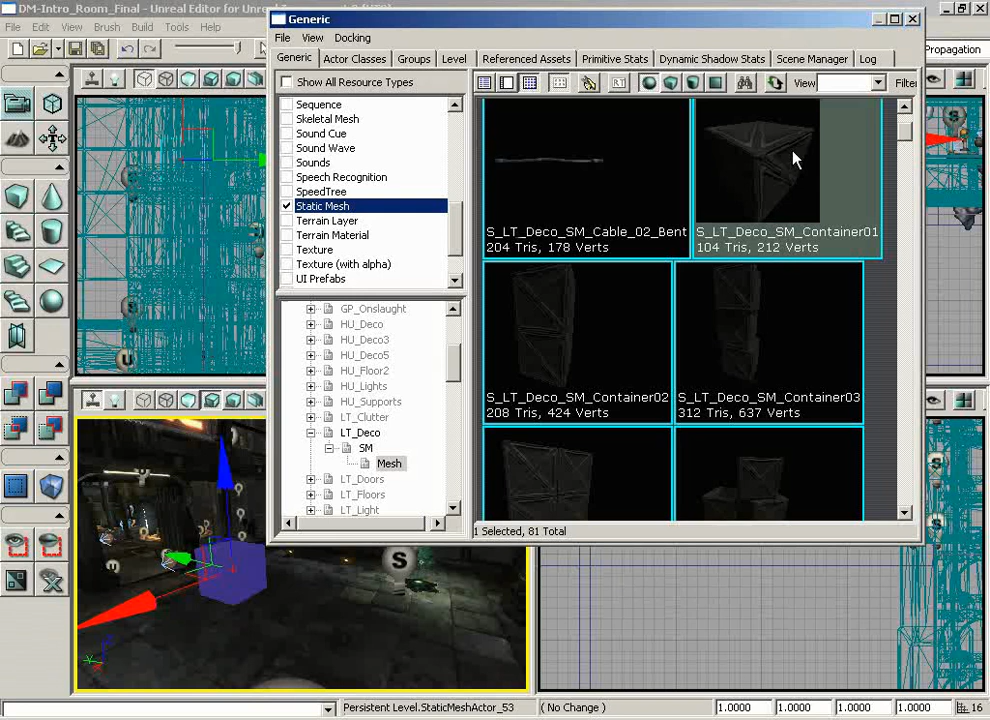 DM-Intro_Room_Final - Unreal Editor for Unreal T
File Edit View Brush Build Tools Help
Propagation
Generic
File View Docking
Generic Actor Classes Groups Level Referenced Assets Primitive Stats Dynamic Shadow Stats Scene Manager Log
Show All Resource Types
View
Filter
Sequence
Skeletal Mesh
Sound Cue
Sound Wave
Sounds
Speech Recognition
SpeedTree
Static Mesh
Terrain Layer
Terrain Material
Texture
Texture (with alpha)
UI Prefabs
GP_Onslaught
HU_Deco
HU_Deco3
HU_Deco5
HU_Floor2
HU_Lights
HU_Supports
LT_Clutter
LT_Deco
SM
Mesh
LT_Doors
LT_Floors
LT_Light
S_LT_Deco_SM_Cable_02_Bent
204 Tris, 178 Verts
S_LT_Deco_SM_Container01
104 Tris, 212 Verts
S_LT_Deco_SM_Container02
208 Tris, 424 Verts
S_LT_Deco_SM_Container03
312 Tris, 637 Verts
1 Selected, 81 Total
S
U
Persistent Level.StaticMeshActor_53
( No Change )
1.0000 1.0000 1.0000 1.0000 16